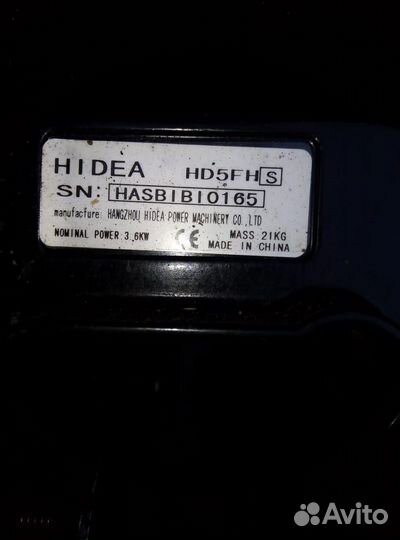 HIDEA HD5FHS
SN: HASBIBI0165
manufacture: HANGZHOU HIDEA POWER MACHINERY CO.,LTD
NOMINAL POWER 3.6KW CE MASS 21KG
MADE IN CHINA
Avito